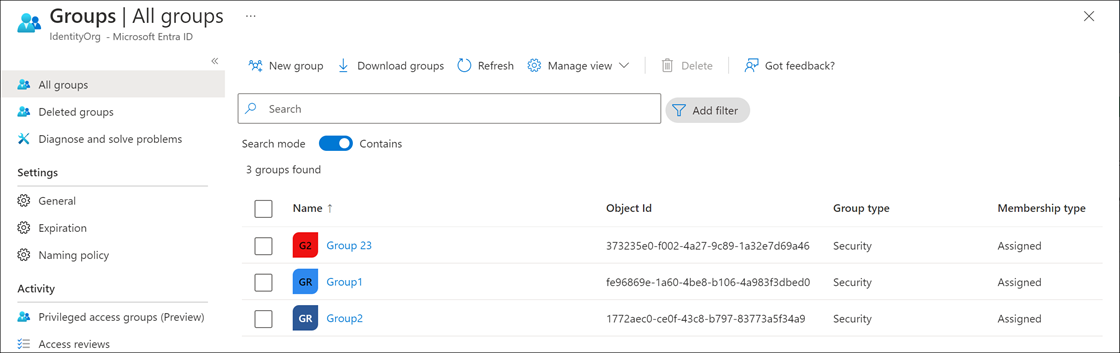 Groups | All groups ...
IdentityOrg - Microsoft Entra ID
«
All groups
Deleted groups
Diagnose and solve problems
Settings
General
Expiration
Naming policy
Activity
Privileged access groups (Preview)
Access reviews
New group Download groups Refresh Manage view Delete Got feedback?
Search Add filter
Search mode Contains
3 groups found
Name ↑ Object Id Group type Membership type
G2 Group 23 373235e0-f002-4a27-9c89-1a32e7d69a46 Security Assigned
GR Group1 fe96869e-1a60-4be8-b106-4a983f3dbed0 Security Assigned
GR Group2 1772aec0-ce0f-43c8-b797-83773a5f34a9 Security Assigned